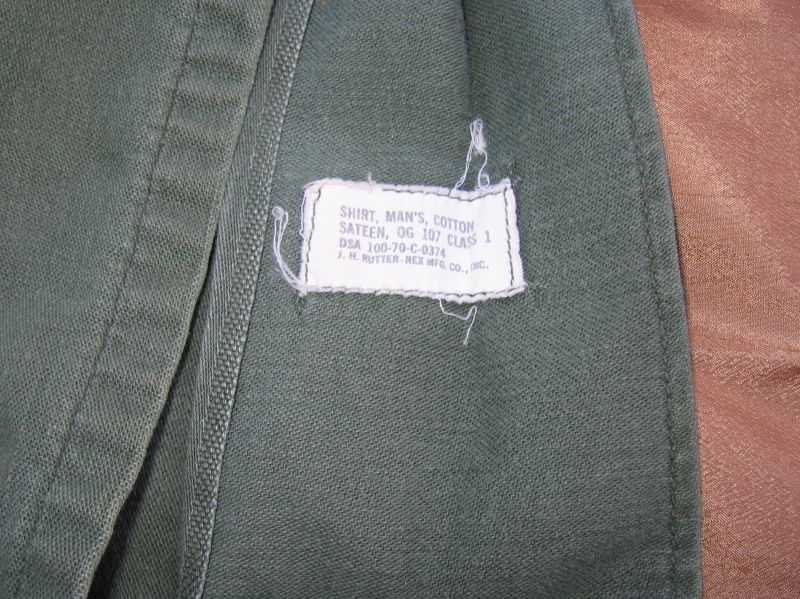 SHIRT, MAN'S, COTTON
SATEEN, OG 107 CLASS 1
DSA 100-70-C-0374
J. H. RUTTER-REX MFG. CO., INC.